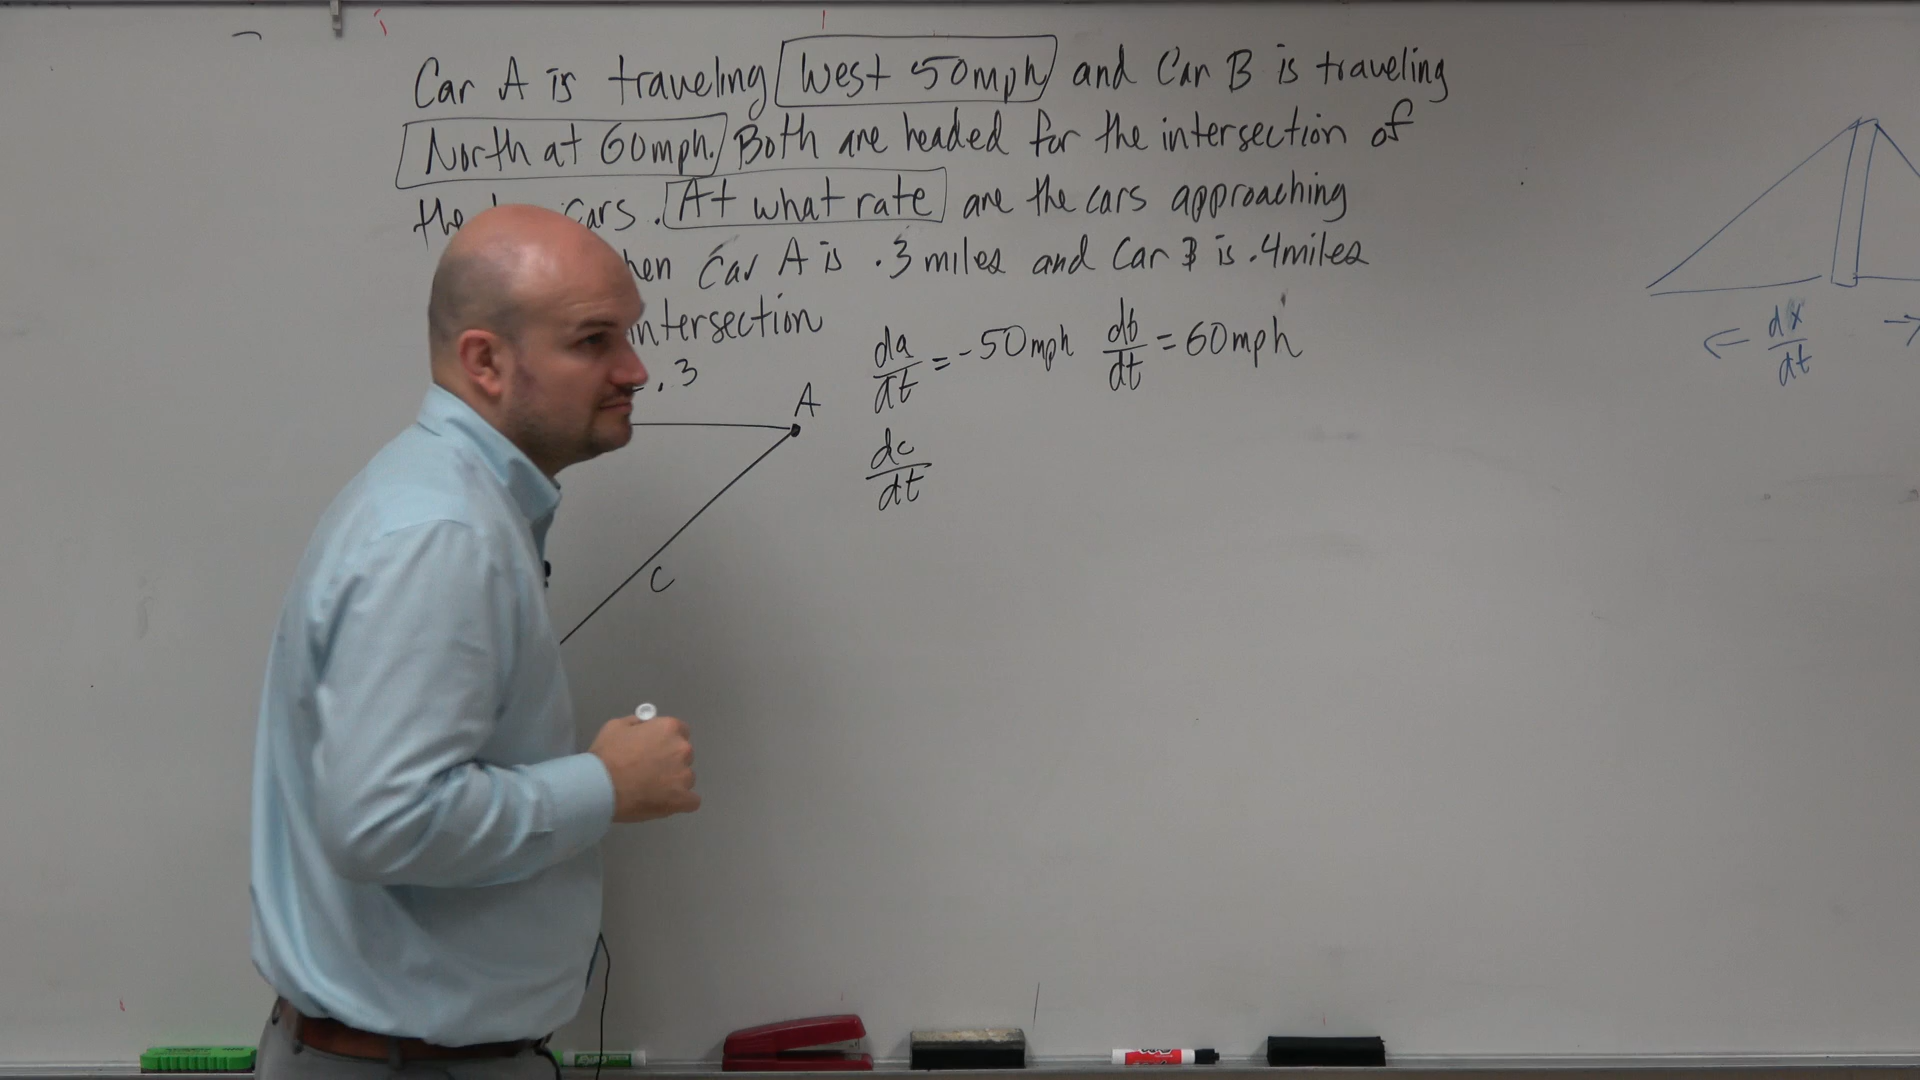 Car A is traveling West 50mph and Car B is traveling
North at 60mph. Both are headed for the intersection of
the cars. At what rate are the cars approaching
Car A is .3 miles and Car B is .4miles
intersection
.3
A
da/dt = -50mph db/dt = 60mph
dc/dt
c
← dx/dt →